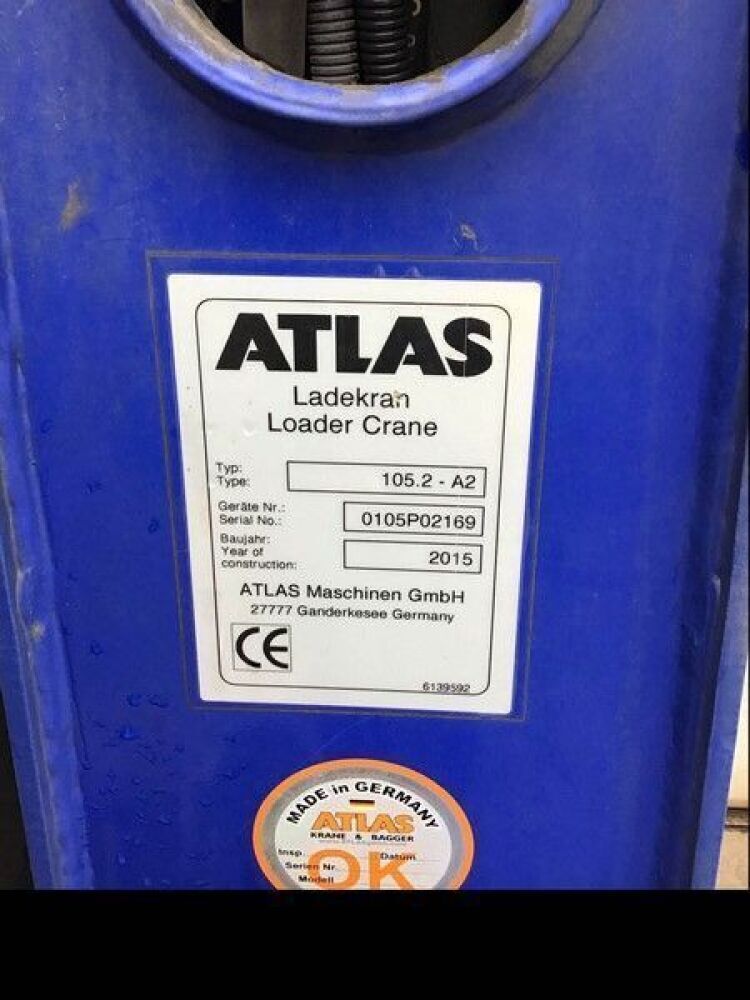 ATLAS
Ladekran
Loader Crane
Typ:
Type: 105.2 - A2
Geräte Nr.:
Serial No.: 0105P02169
Baujahr:
Year of
construction: 2015
ATLAS Maschinen GmbH
27777 Ganderkesee Germany
CE
6139592
MADE in GERMANY
ATLAS
KRANE & BAGGER
Insp. Datum
Serien Nr.
OK
Modell